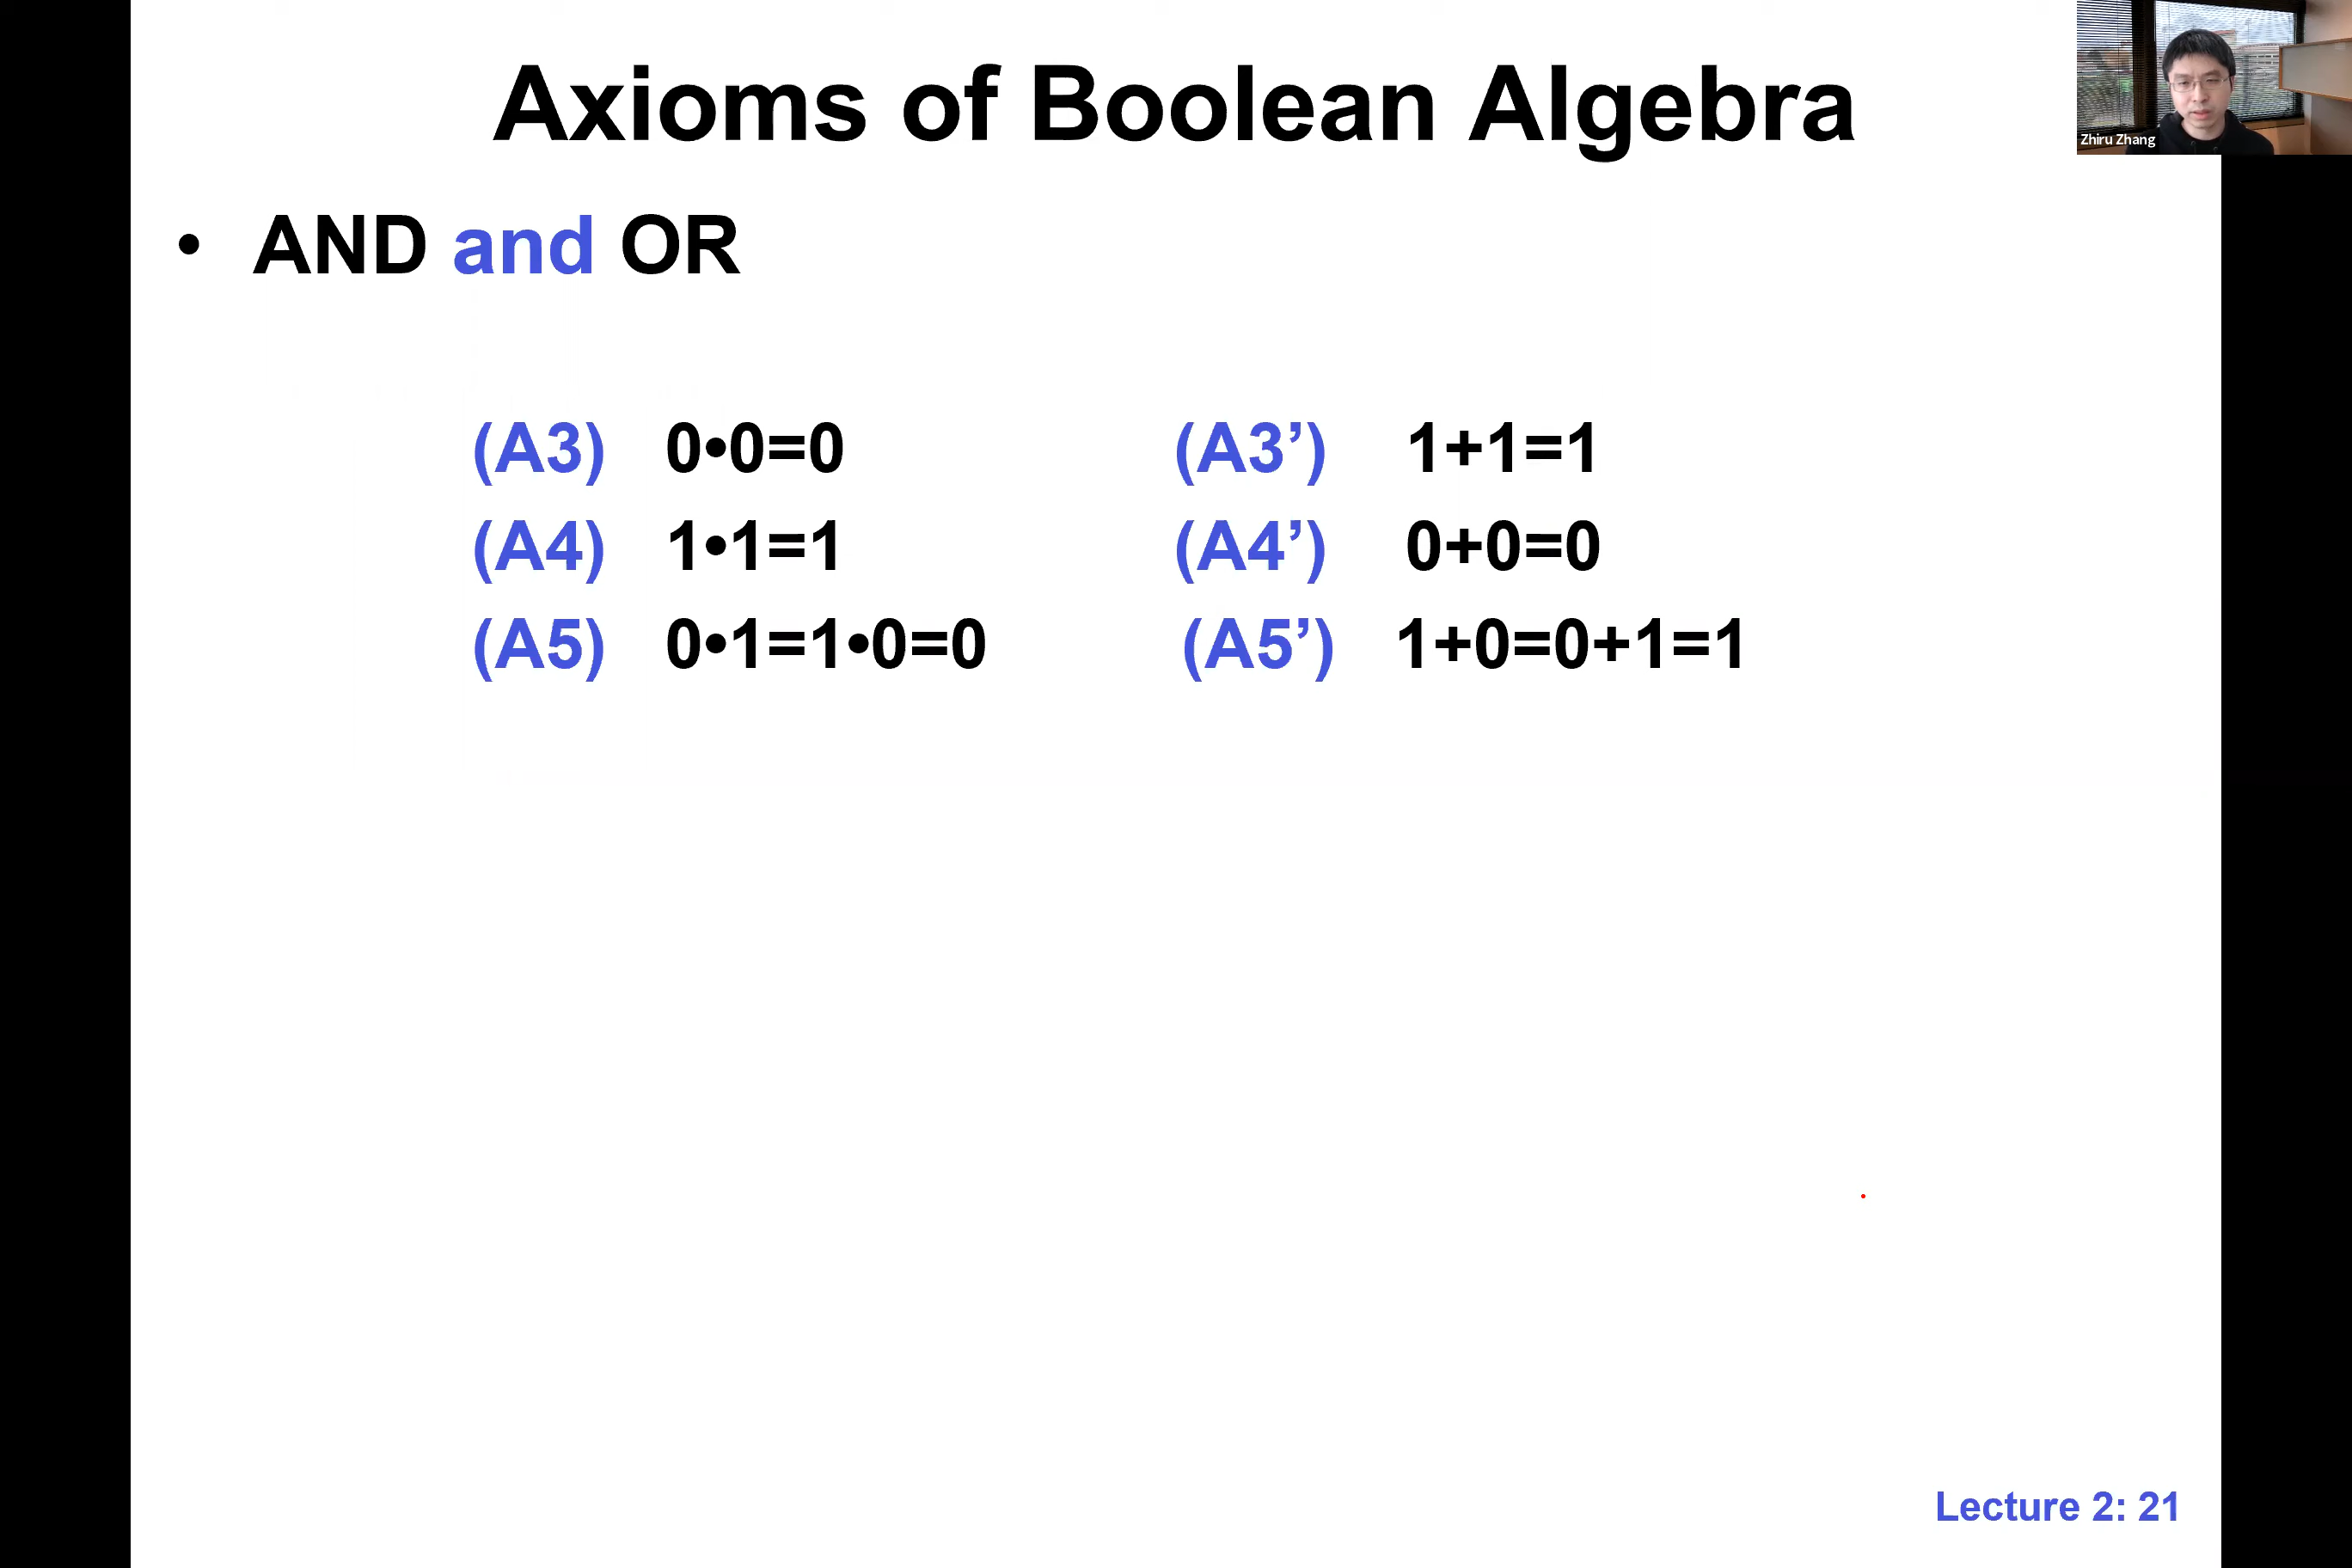 Axioms of Boolean Algebra
Zhiru Zhang
• AND and OR
(A3) 0•0=0 (A3’) 1+1=1
(A4) 1•1=1 (A4’) 0+0=0
(A5) 0•1=1•0=0 (A5’) 1+0=0+1=1
Lecture 2: 21